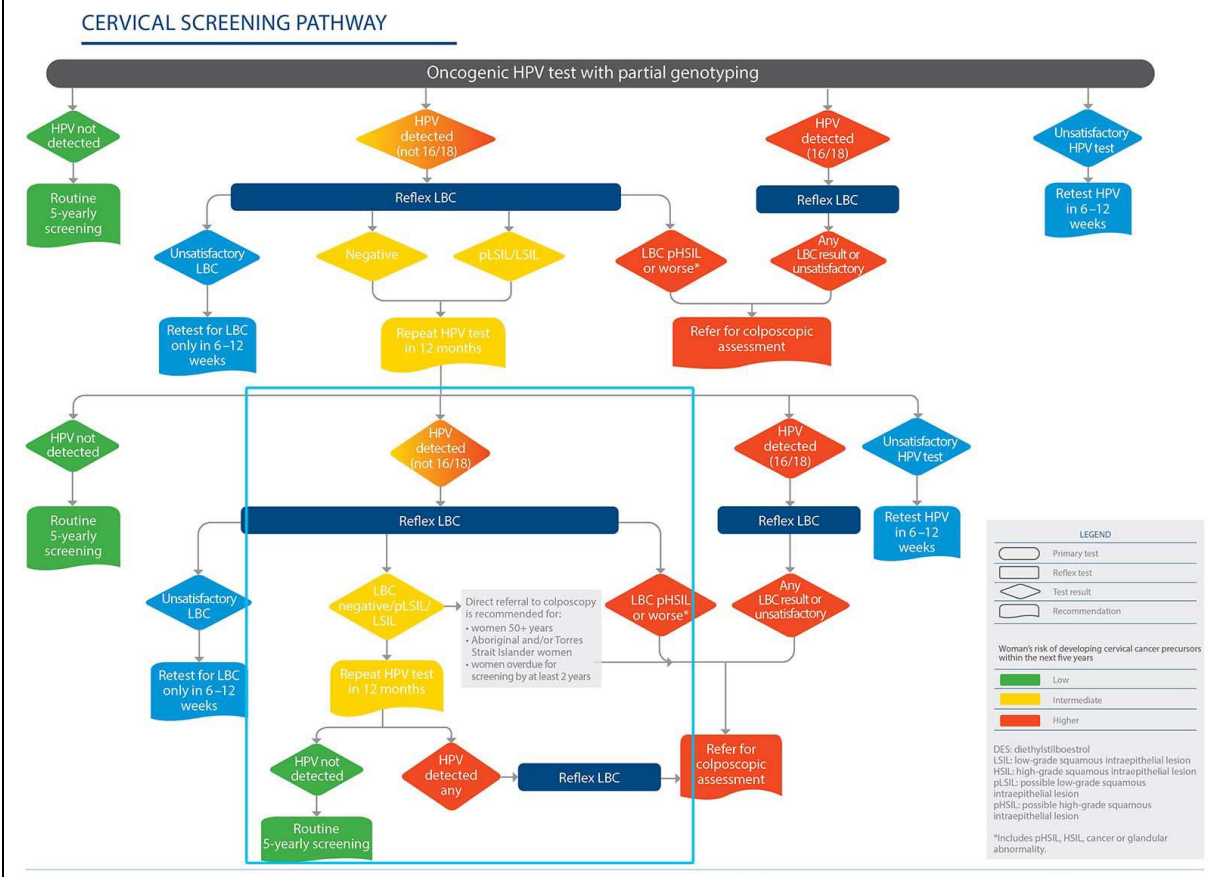 CERVICAL SCREENING PATHWAY
Oncogenic HPV test with partial genotyping
HPV not
detected
HPV
detected
(not 16/18)
HPV
detected
(16/18)
Unsatisfactory
HPV test
Routine
5-yearly
screening
Reflex LBC
Reflex LBC
Retest HPV
in 6–12
weeks
Unsatisfactory
LBC
Negative
pLSIL/LSIL
LBC pHSIL
or worse*
Any
LBC result or
unsatisfactory
Retest for LBC
only in 6–12
weeks
Repeat HPV test
in 12 months
Refer for colposcopic
assessment
HPV not
detected
HPV
detected
(not 16/18)
HPV
detected
(16/18)
Unsatisfactory
HPV test
Routine
5-yearly
screening
Reflex LBC
Reflex LBC
Retest HPV
in 6–12
weeks
Unsatisfactory
LBC
LBC
negative/pLSIL/
LSIL
Direct referral to colposcopy
is recommended for:
• women 50+ years
• Aboriginal and/or Torres
Strait Islander women
• women overdue for
screening by at least 2 years
LBC pHSIL
or worse*
Any
LBC result or
unsatisfactory
Retest for LBC
only in 6–12
weeks
Repeat HPV test
in 12 months
HPV not
detected
HPV
detected
any
Reflex LBC
Refer for
colposcopic
assessment
Routine
5-yearly screening
LEGEND
Primary test
Reflex test
Test result
Recommendation
Woman's risk of developing cervical cancer precursors
within the next five years
Low
Intermediate
Higher
DES: diethylstilboestrol
LSIL: low-grade squamous intraepithelial lesion
HSIL: high-grade squamous intraepithelial lesion
pLSIL: possible low-grade squamous
intraepithelial lesion
pHSIL: possible high-grade squamous
intraepithelial lesion
*Includes pHSIL, HSIL, cancer or glandular
abnormality.